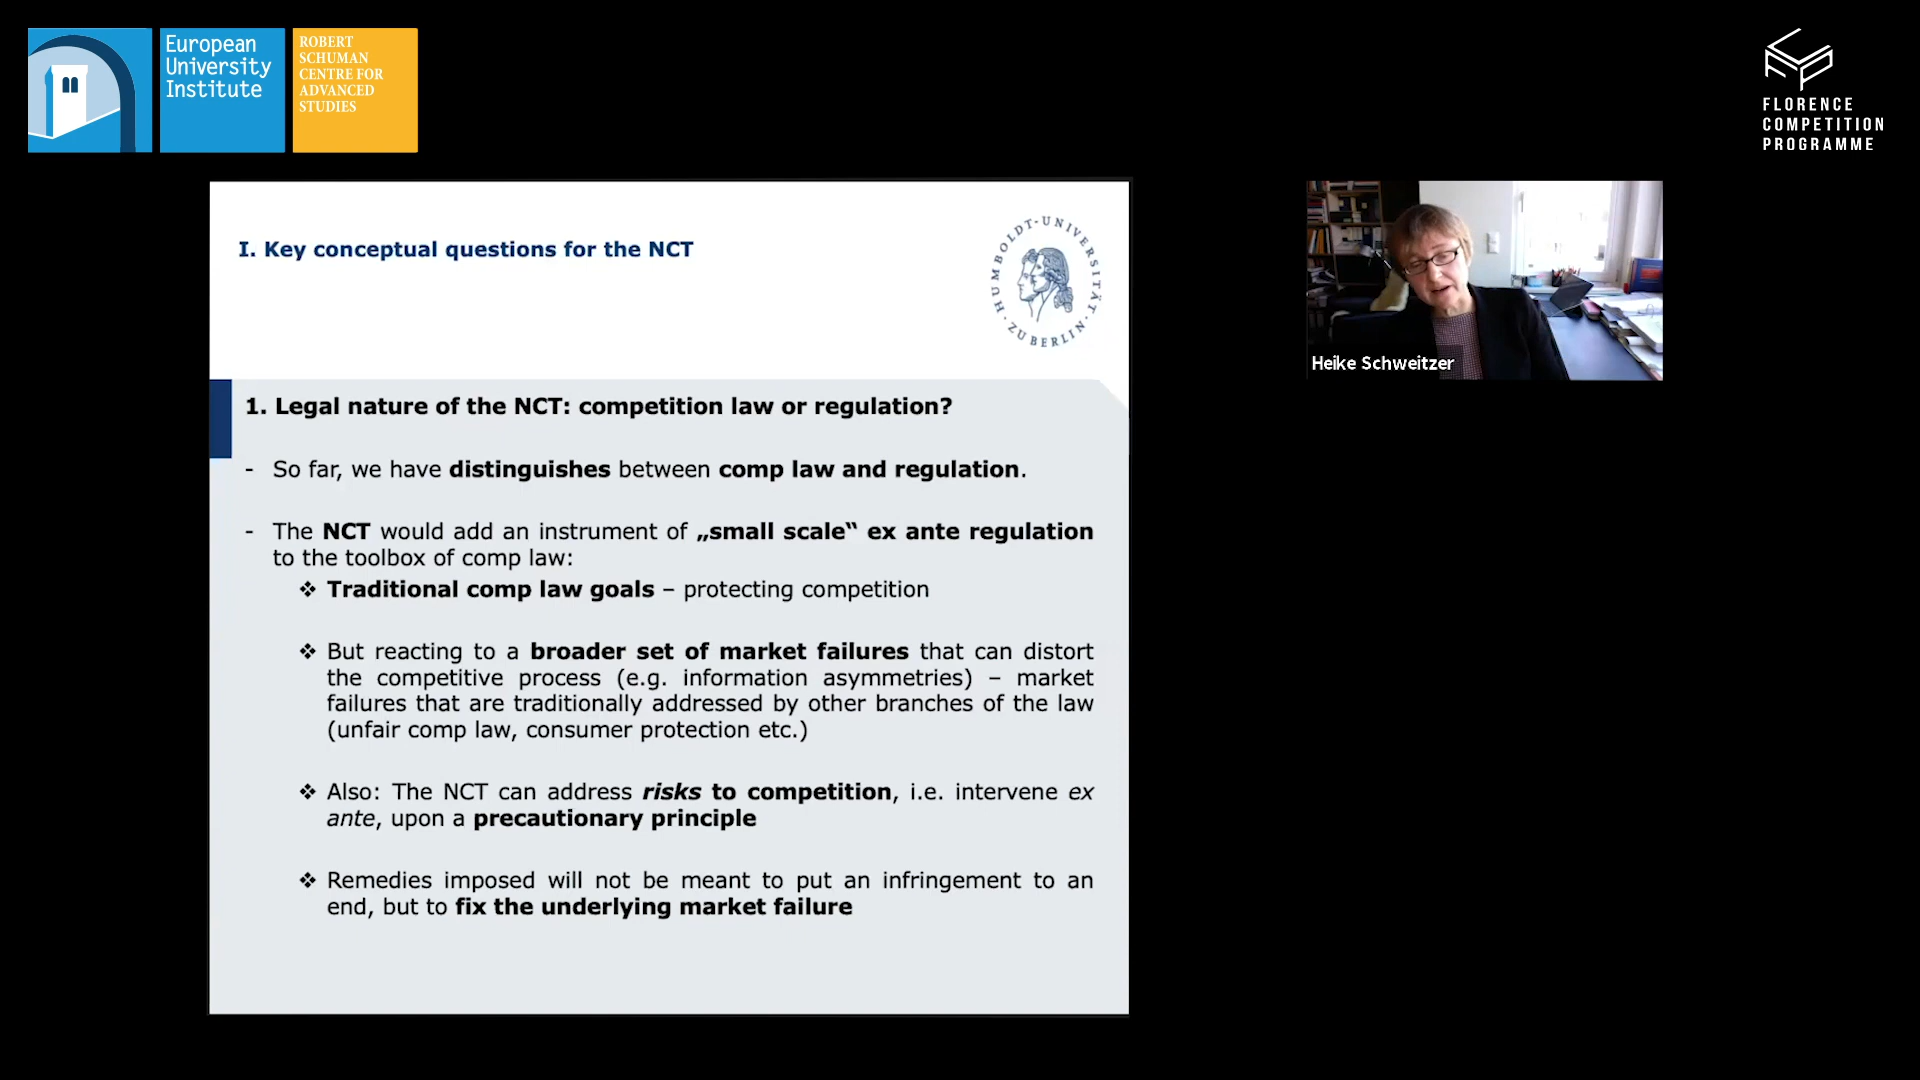 European
University
Institute
ROBERT
SCHUMAN
CENTRE FOR
ADVANCED
STUDIES
FLORENCE
COMPETITION
PROGRAMME
I. Key conceptual questions for the NCT
HUMBOLDT-UNIVERSITÄT · ZU BERLIN ·
Heike Schweitzer
1. Legal nature of the NCT: competition law or regulation?
- So far, we have distinguishes between comp law and regulation.
- The NCT would add an instrument of „small scale‟ ex ante regulation
to the toolbox of comp law:
❖ Traditional comp law goals – protecting competition
❖ But reacting to a broader set of market failures that can distort
the competitive process (e.g. information asymmetries) – market
failures that are traditionally addressed by other branches of the law
(unfair comp law, consumer protection etc.)
❖ Also: The NCT can address risks to competition, i.e. intervene ex
ante, upon a precautionary principle
❖ Remedies imposed will not be meant to put an infringement to an
end, but to fix the underlying market failure